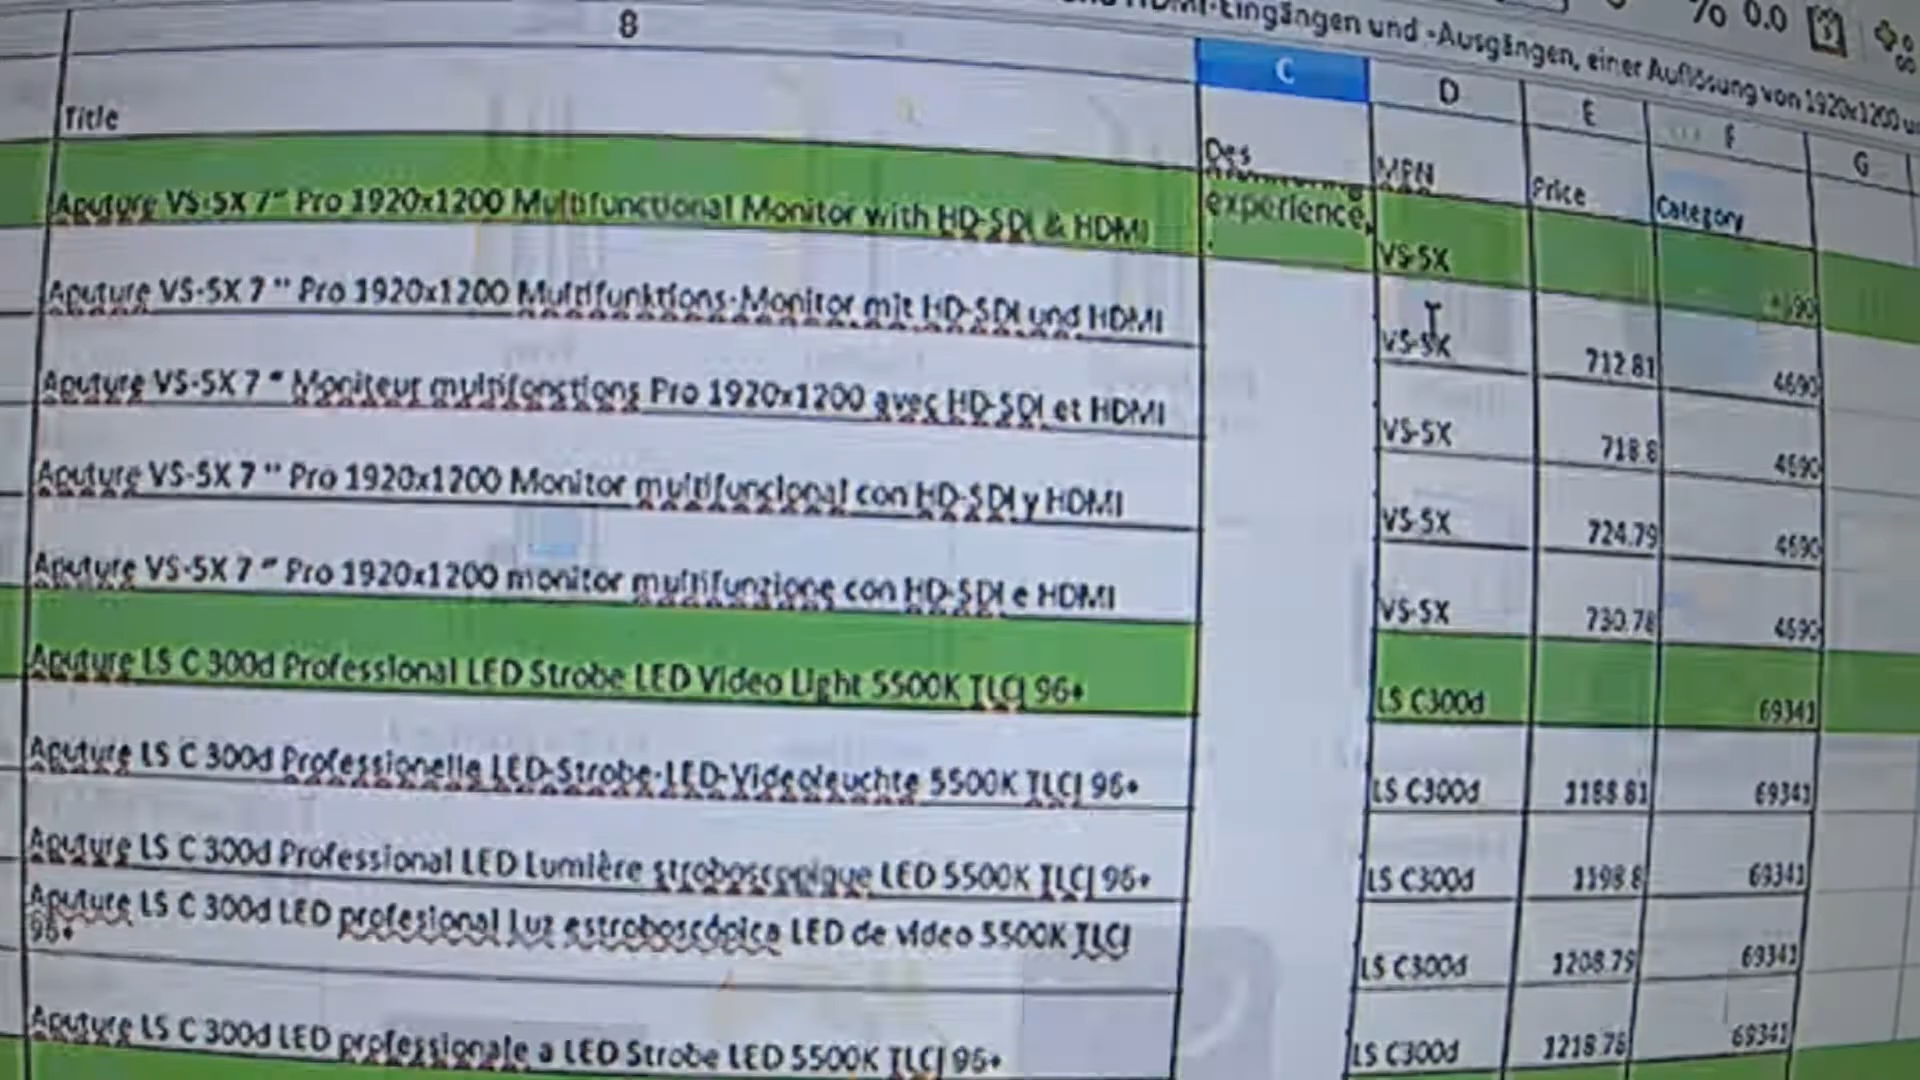 HDMI-Eingängen und -Ausgängen, einer Auflösung von 1920x1200
% 0.0
B C D E F G
Title Des MPN Price Category
Aputure VS-5X 7" Pro 1920x1200 Multifunctional Monitor with HD-SDI & HDMI experience, VS-5X
Aputure VS-5X 7 " Pro 1920x1200 Multifunktions-Monitor mit HD-SDI und HDMI VS-5X 712.81 4690
Aputure VS-5X 7 " Moniteur multifonctions Pro 1920x1200 avec HD-SDI et HDMI VS-5X 718.8 4690
Aputure VS-5X 7 " Pro 1920x1200 Monitor multifuncional con HD-SDI y HDMI VS-5X 724.79 4690
Aputure VS-5X 7 " Pro 1920x1200 monitor multifunzione con HD-SDI e HDMI VS-5X 730.78 4690
Aputure LS C 300d Professional LED Strobe LED Video Light 5500K TLCI 96+ LS C300d 69341
Aputure LS C 300d Professionelle LED-Strobe-LED-Videoleuchte 5500K TLCI 96+ LS C300d 1188.81 69341
Aputure LS C 300d Professional LED Lumière stroboscopique LED 5500K TLCI 96+ LS C300d 1198.8 69341
Aputure LS C 300d LED profesional Luz estroboscópica LED de vídeo 5500K TLCI
96+ LS C300d 1208.79 69341
Aputure LS C 300d LED professionale a LED Strobe LED 5500K TLCI 96+ LS C300d 1218.78 69341